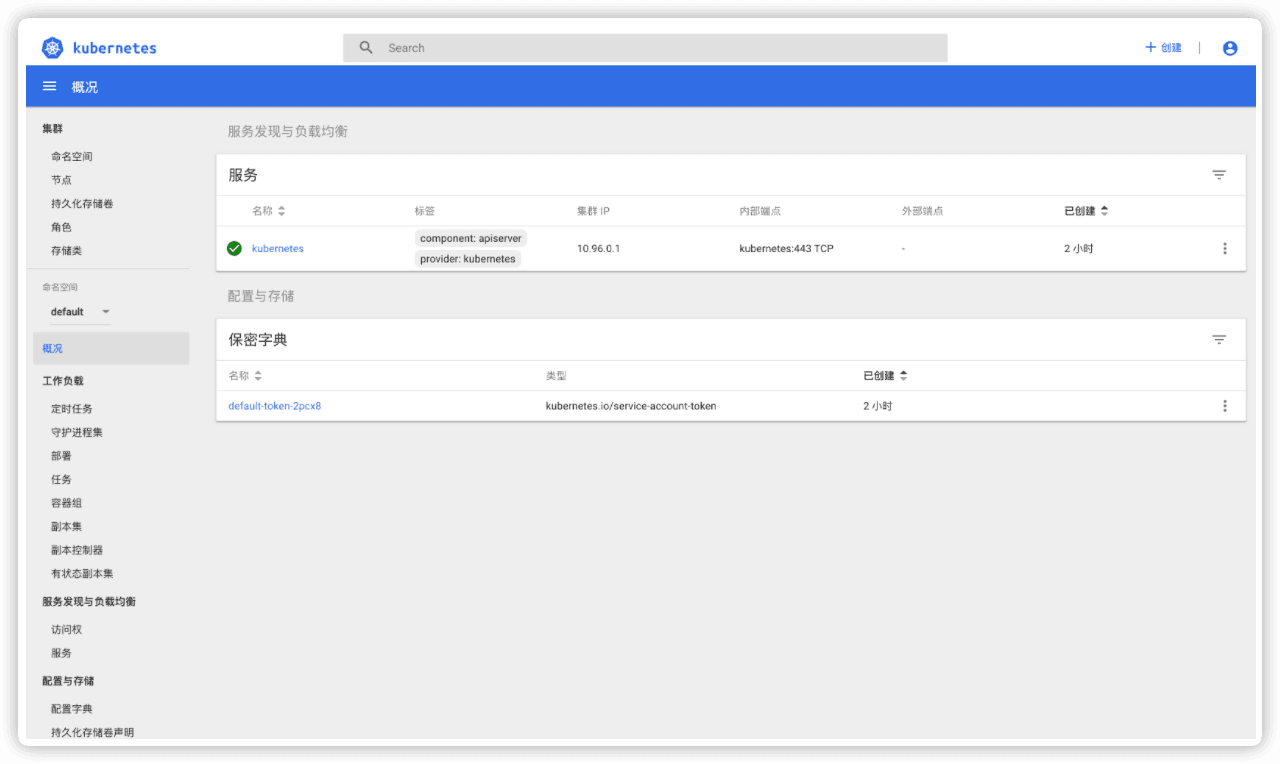 kubernetes
Search
创建
概况
集群
命名空间
节点
持久化存储卷
角色
存储类
命名空间
default
概况
工作负载
定时任务
守护进程集
部署
任务
容器组
副本集
副本控制器
有状态副本集
服务发现与负载均衡
访问权
服务
配置与存储
配置字典
持久化存储卷声明
服务发现与负载均衡
服务
名称 标签 集群 IP 内部端点 外部端点 已创建
kubernetes component: apiserver 10.96.0.1 kubernetes:443 TCP - 2 小时
provider: kubernetes
配置与存储
保密字典
名称 类型 已创建
default-token-2pcx8 kubernetes.io/service-account-token 2 小时